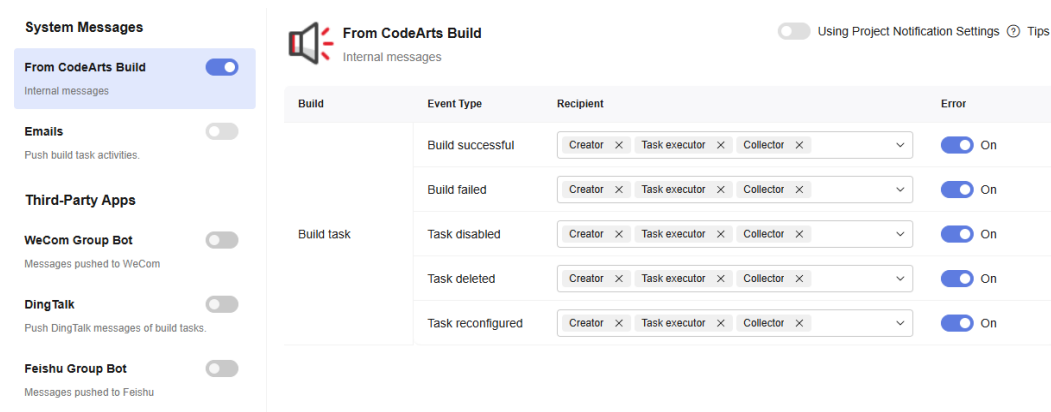 System Messages
From CodeArts Build
Internal messages
Emails
Push build task activities.
Third-Party Apps
WeCom Group Bot
Messages pushed to WeCom
DingTalk
Push DingTalk messages of build tasks.
Feishu Group Bot
Messages pushed to Feishu
From CodeArts Build
Internal messages
Using Project Notification Settings ? Tips
Build Event Type Recipient Error
Build successful Creator × Task executor × Collector × On
Build failed Creator × Task executor × Collector × On
Build task Task disabled Creator × Task executor × Collector × On
Task deleted Creator × Task executor × Collector × On
Task reconfigured Creator × Task executor × Collector × On